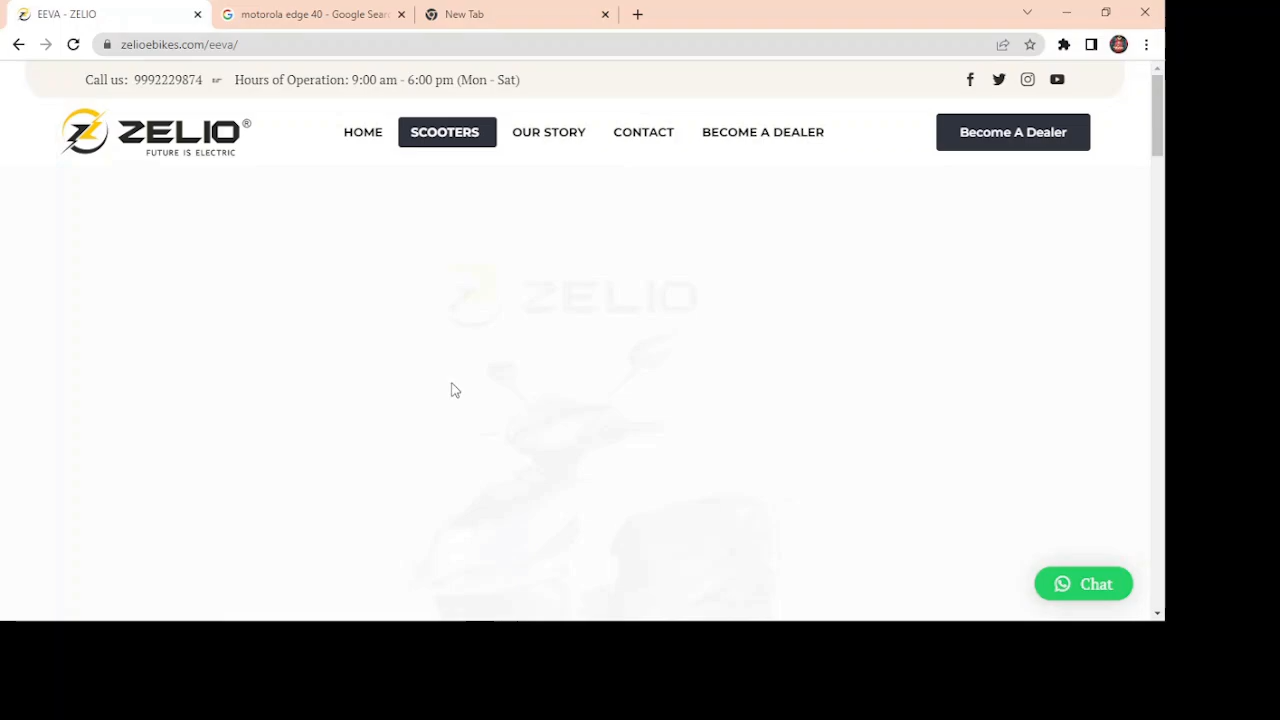 EEVA - ZELIO
motorola edge 40 - Google Sear
New Tab
zelioebikes.com/eeva/
Call us: 9992229874
Hours of Operation: 9:00 am - 6:00 pm (Mon - Sat)
ZELIO®
FUTURE IS ELECTRIC
HOME
SCOOTERS
OUR STORY
CONTACT
BECOME A DEALER
Become A Dealer
ZELIO
Chat